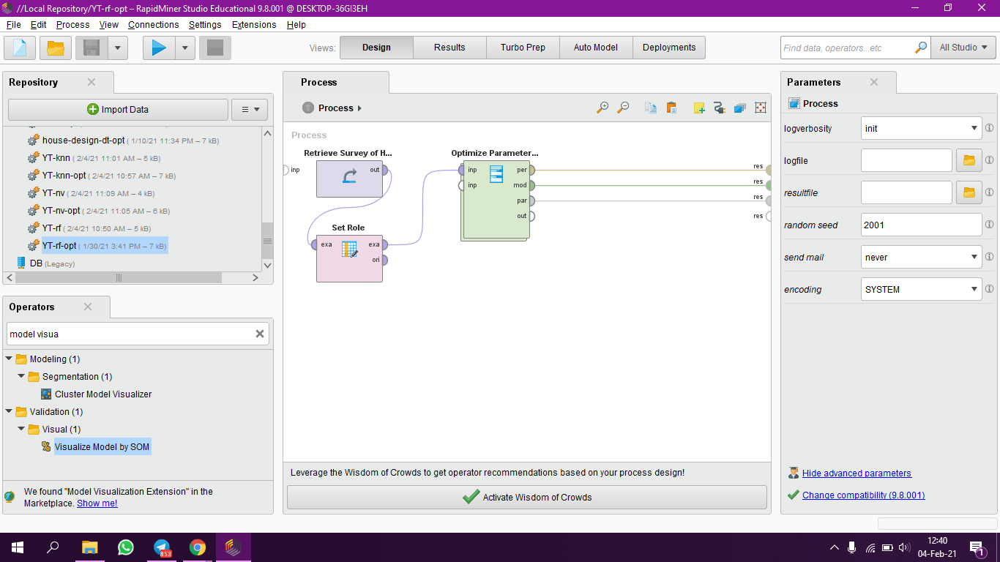 //Local Repository/YT-rf-opt – RapidMiner Studio Educational 9.8.001 @ DESKTOP-36GI3EH
File Edit Process View Connections Settings Extensions Help
Views: Design Results Turbo Prep Auto Model Deployments
Find data, operators...etc All Studio
Repository
Import Data
house-design-dt-opt ( 1/10/21 11:34 PM – 7 kB)
YT-knn ( 2/4/21 11:01 AM – 5 kB)
YT-knn-opt ( 2/4/21 10:57 AM – 7 kB)
YT-nv ( 2/4/21 11:09 AM – 4 kB)
YT-nv-opt ( 2/4/21 11:05 AM – 6 kB)
YT-rf ( 2/4/21 10:50 AM – 5 kB)
YT-rf-opt ( 1/30/21 3:41 PM – 7 kB)
DB (Legacy)
Operators
model visua
Modeling (1)
Segmentation (1)
Cluster Model Visualizer
Validation (1)
Visual (1)
Visualize Model by SOM
We found "Model Visualization Extension" in the
Marketplace. Show me!
Process
Process
Process
inp
Retrieve Survey of H...
out
Set Role
exa exa
ori
Optimize Parameter...
inp per
inp mod
par
out
res
res
res
res
Leverage the Wisdom of Crowds to get operator recommendations based on your process design!
Activate Wisdom of Crowds
Parameters
Process
logverbosity init
logfile
resultfile
random seed 2001
send mail never
encoding SYSTEM
Hide advanced parameters
Change compatibility (9.8.001)
853
12:40
04-Feb-21
1